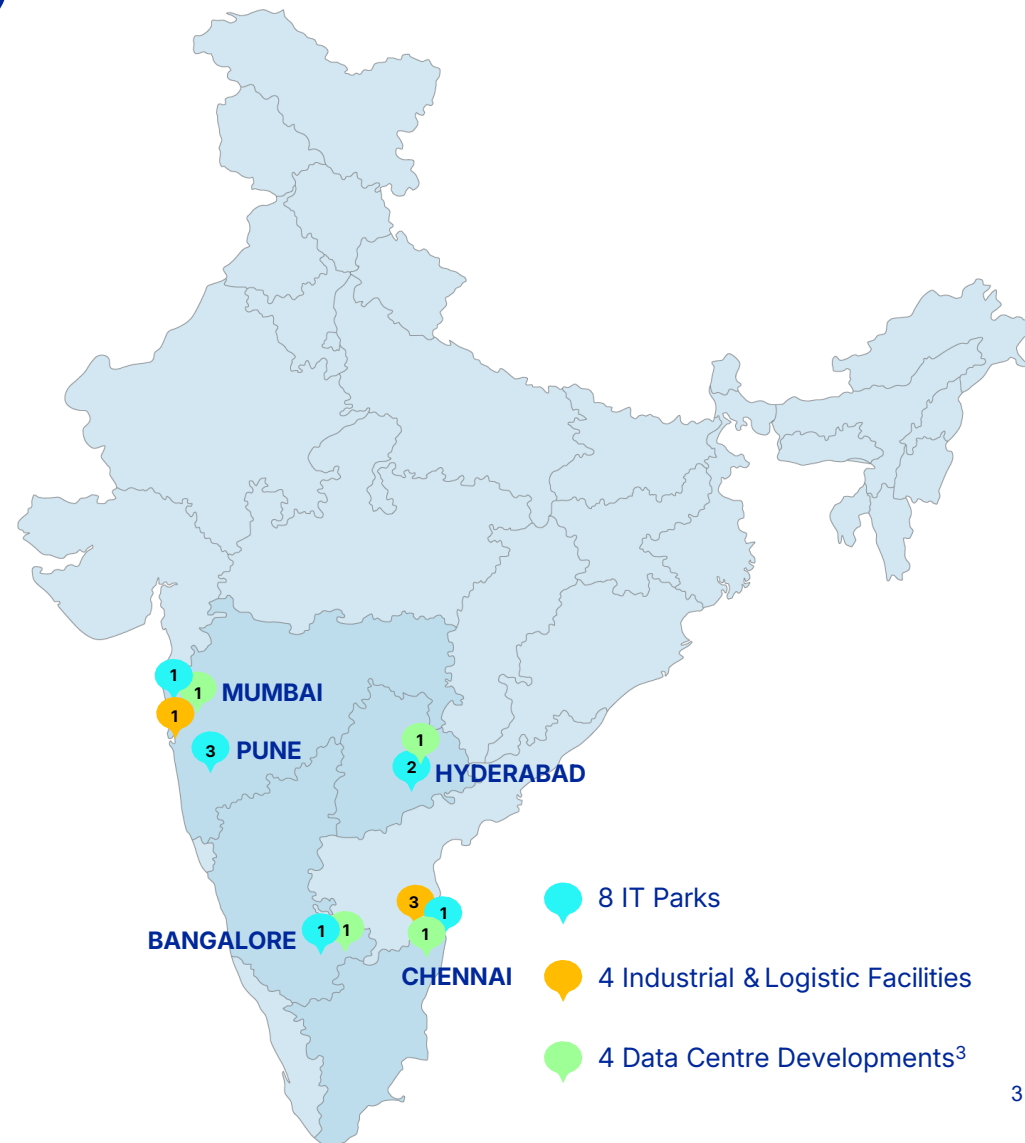 1
1
MUMBAI
1
3
PUNE
1
2
HYDERABAD
3
1
1
1
1
BANGALORE
CHENNAI
8 IT Parks
4 Industrial & Logistic Facilities
4 Data Centre Developments³
3